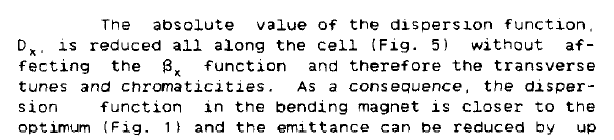 The absolute value of the dispersion function,
Dₓ, is reduced all along the cell (Fig. 5) without af-
fecting the βₓ function and therefore the transverse
tunes and chromaticities. As a consequence, the disper-
sion function in the bending magnet is closer to the
optimum (Fig. 1) and the emittance can be reduced by up